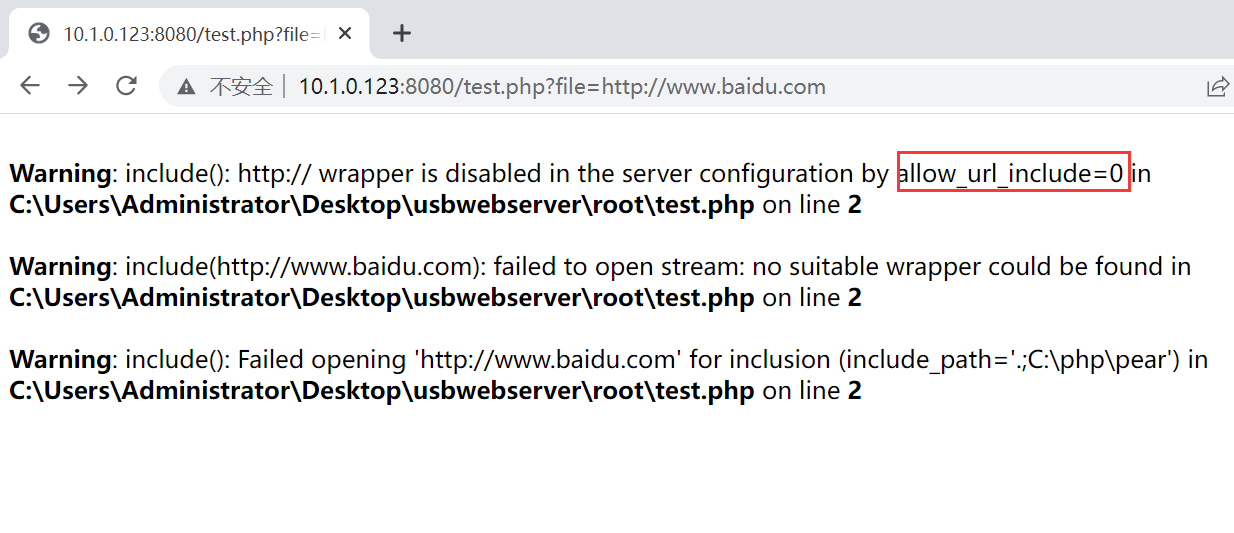 10.1.0.123:8080/test.php?file=
不安全 | 10.1.0.123:8080/test.php?file=http://www.baidu.com
Warning: include(): http:// wrapper is disabled in the server configuration by allow_url_include=0 in
C:\Users\Administrator\Desktop\usbwebserver\root\test.php on line 2
Warning: include(http://www.baidu.com): failed to open stream: no suitable wrapper could be found in
C:\Users\Administrator\Desktop\usbwebserver\root\test.php on line 2
Warning: include(): Failed opening 'http://www.baidu.com' for inclusion (include_path='.;C:\php\pear') in
C:\Users\Administrator\Desktop\usbwebserver\root\test.php on line 2